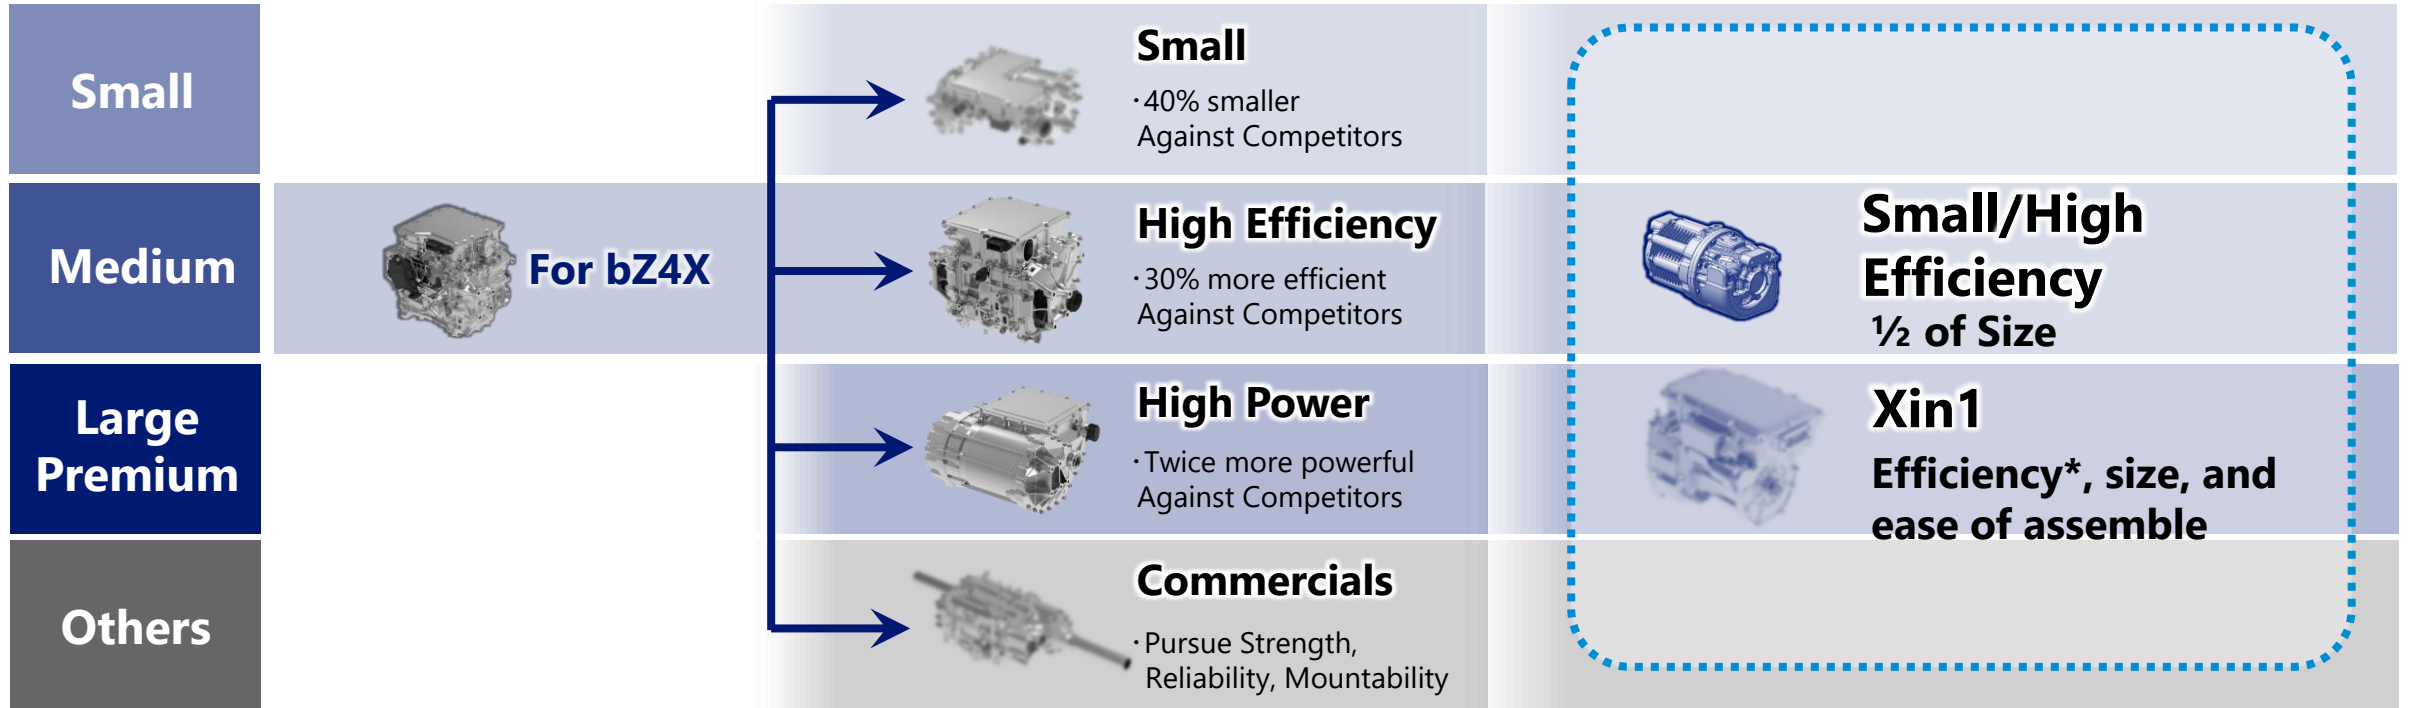 Small
Small
・40% smaller
Against Competitors
Medium
For bZ4X
High Efficiency
・30% more efficient
Against Competitors
Small/High
Efficiency
½ of Size
Large
Premium
High Power
・Twice more powerful
Against Competitors
Xin1
Efficiency*, size, and
ease of assemble
Others
Commercials
・Pursue Strength,
Reliability, Mountability